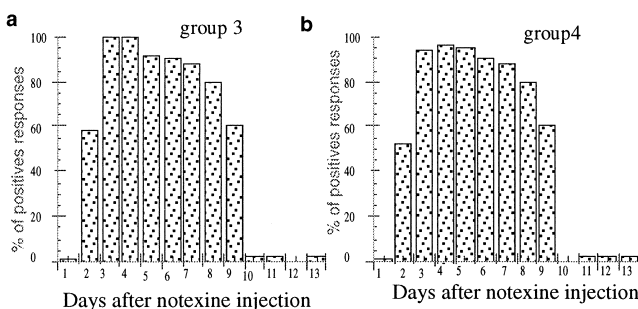 a
group 3
% of positives responses
100
80
60
40
20
0
1 2 3 4 5 6 7 8 9 10 11 12 13
Days after notexine injection
b
group4
% of positives responses
100
80
60
40
20
0
1 2 3 4 5 6 7 8 9 10 11 12 13
Days after notexine injection